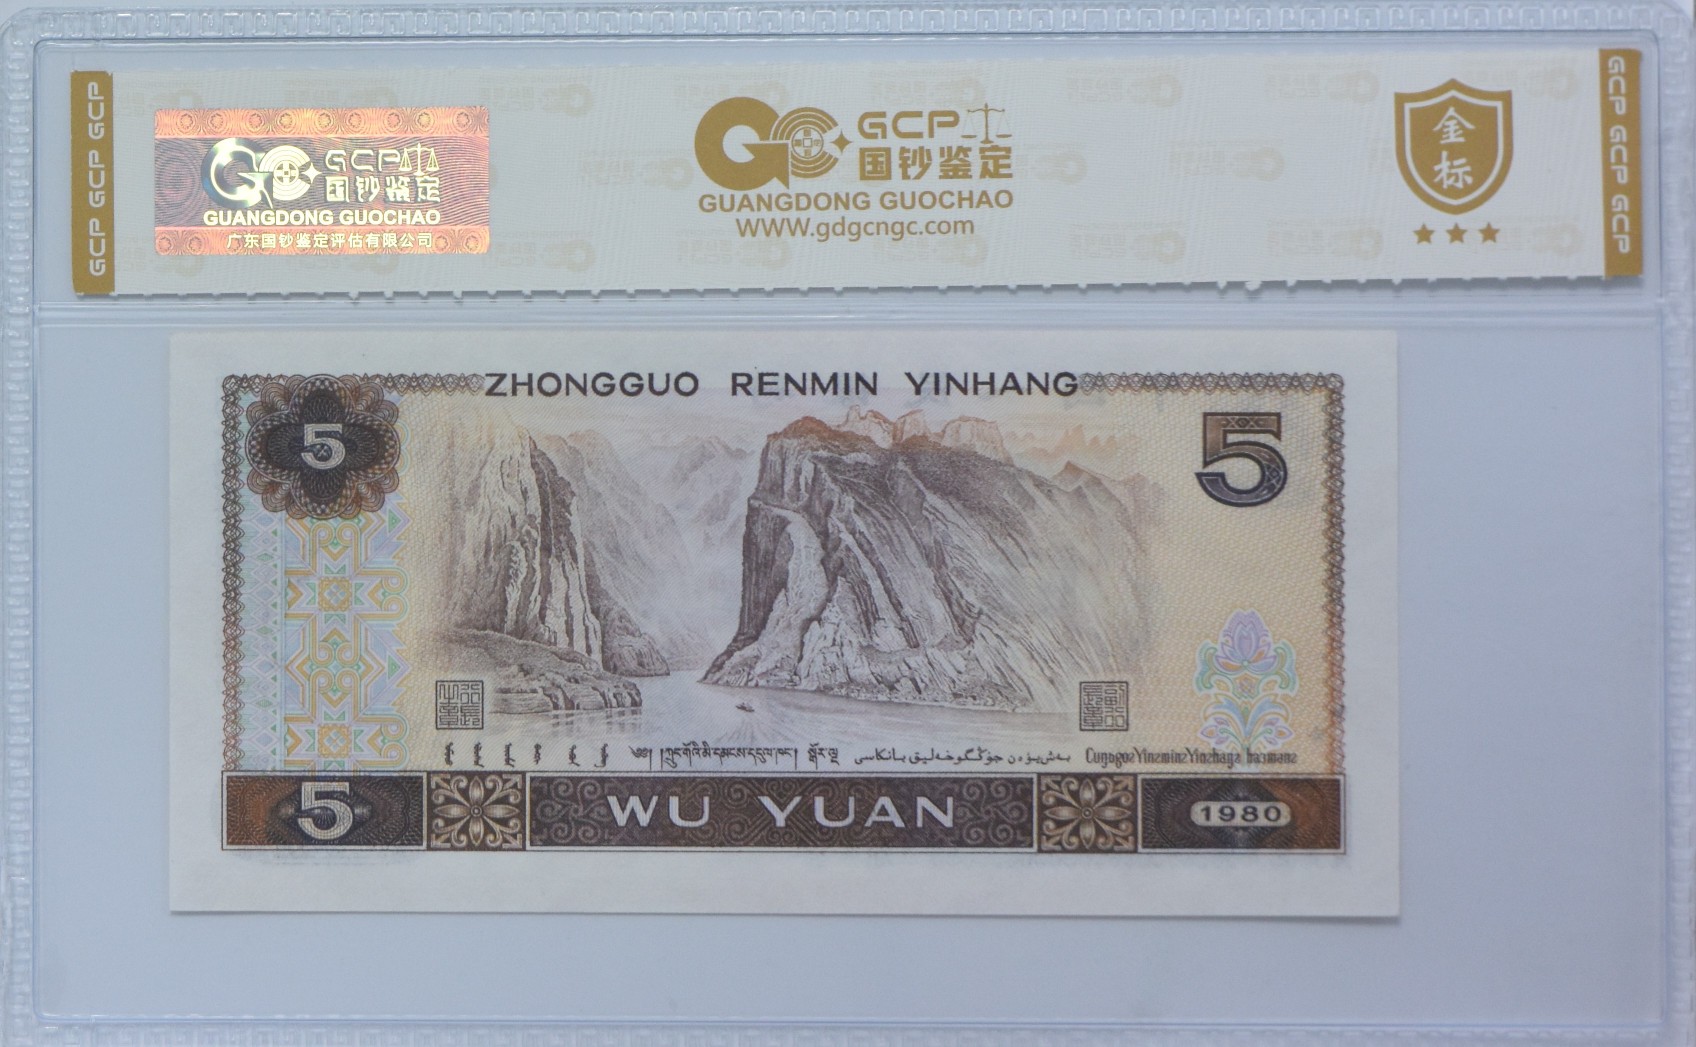 GCP GCP GCP
GCP 国钞鉴定
GUANGDONG GUOCHAO
广东国钞鉴定评估有限公司
GCP
国钞鉴定
GUANGDONG GUOCHAO
WWW.gdgcngc.com
金标
GCP GCP GCP
ZHONGGUO RENMIN YINHANG
5
5
5
WU YUAN
1980